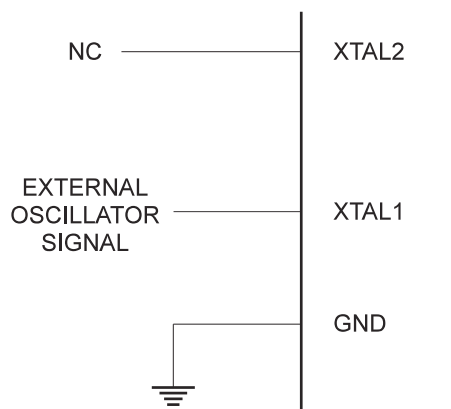 NC
XTAL2
EXTERNAL
OSCILLATOR
SIGNAL
XTAL1
GND